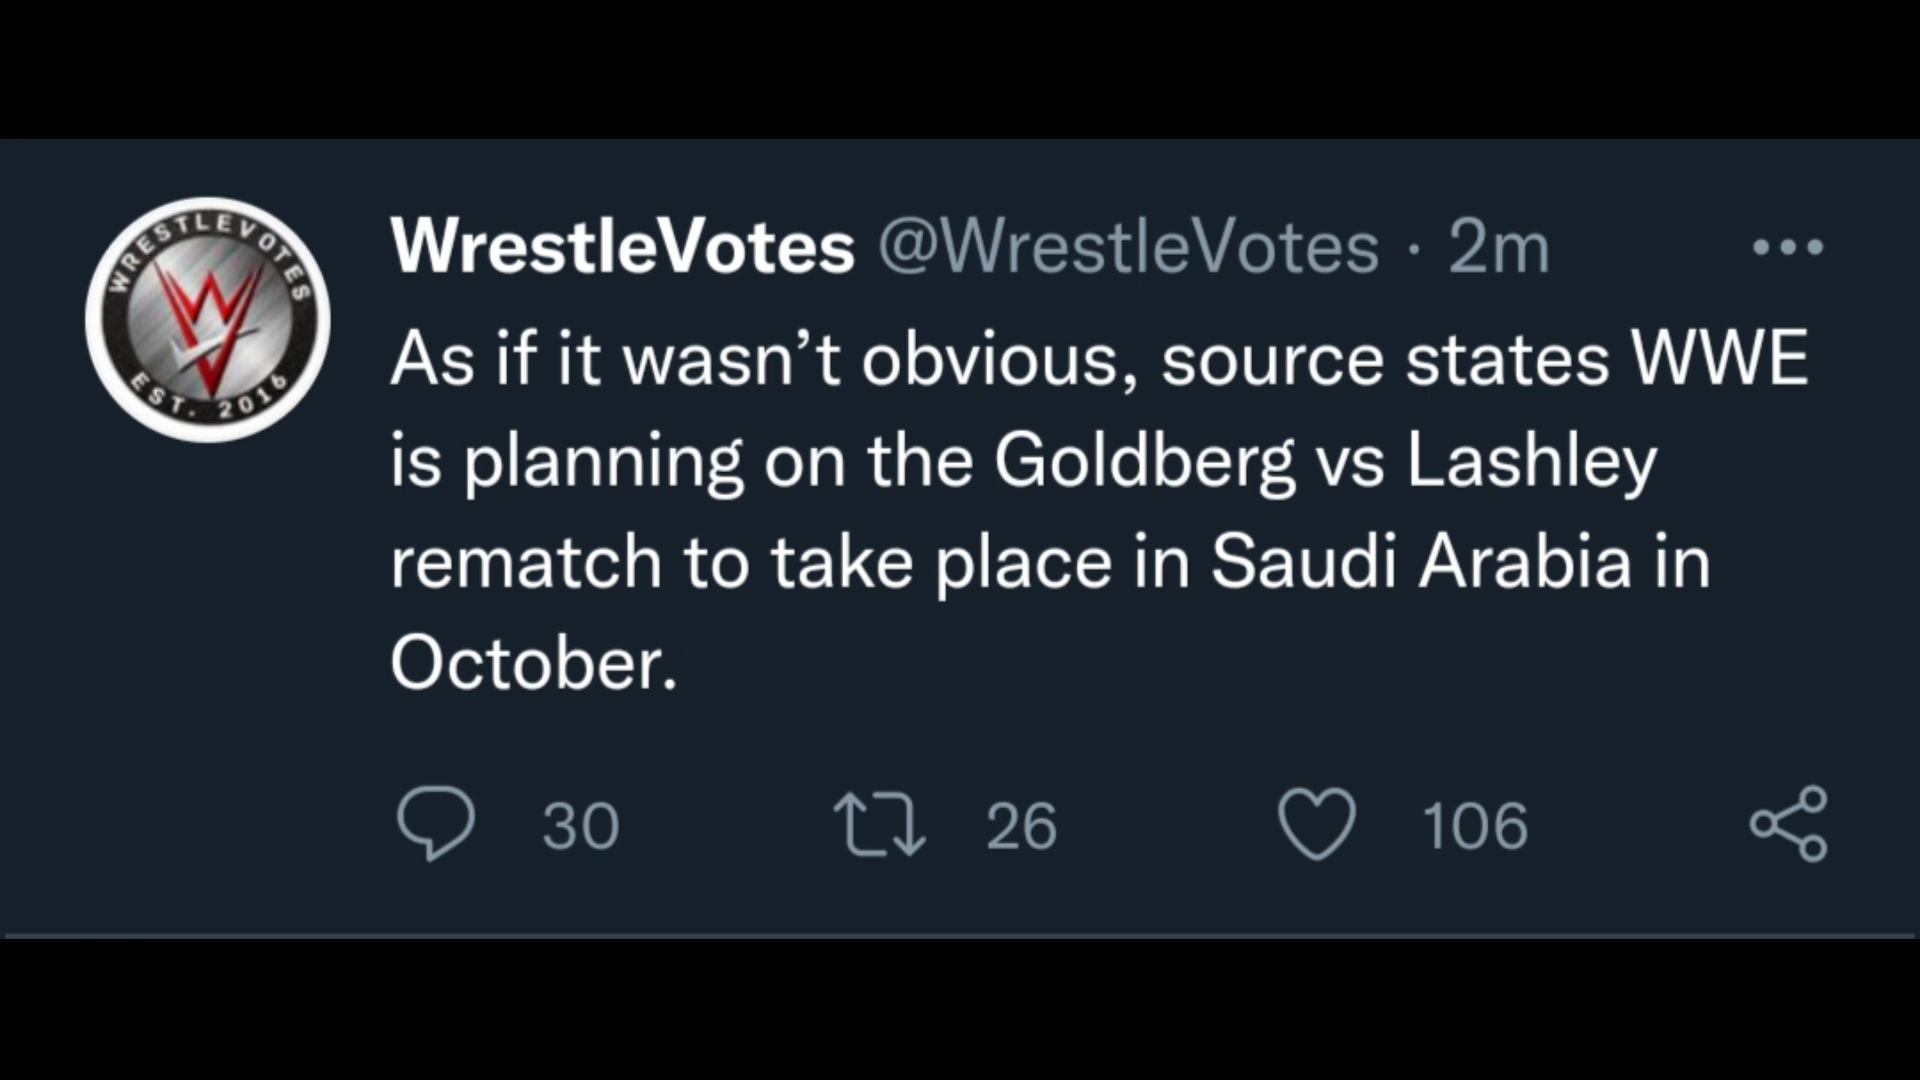 WRESTLEVOTES
EST. 2016
WrestleVotes @WrestleVotes · 2m
As if it wasn’t obvious, source states WWE
is planning on the Goldberg vs Lashley
rematch to take place in Saudi Arabia in
October.
30 26 106